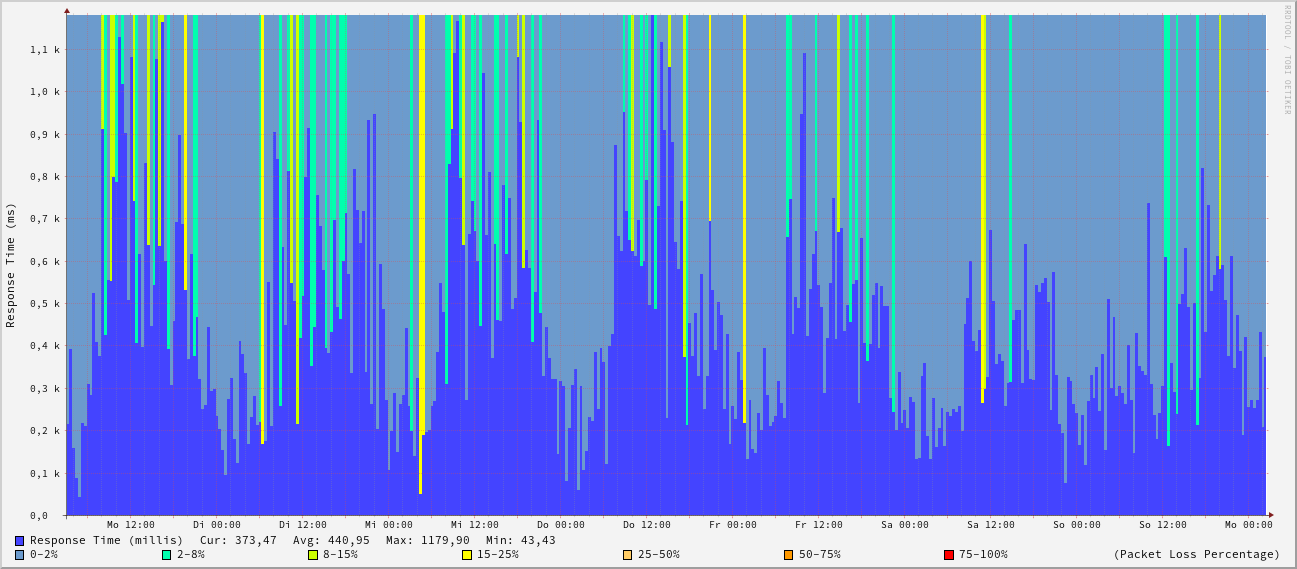 RRDTOOL / TOBI OETIKER
Response Time (ms)
1,1 k
1,0 k
0,9 k
0,8 k
0,7 k
0,6 k
0,5 k
0,4 k
0,3 k
0,2 k
0,1 k
0,0
Mo 12:00 Di 00:00 Di 12:00 Mi 00:00 Mi 12:00 Do 00:00 Do 12:00 Fr 00:00 Fr 12:00 Sa 00:00 Sa 12:00 So 00:00 So 12:00 Mo 00:00
Response Time (millis) Cur: 373,47 Avg: 440,95 Max: 1179,90 Min: 43,43
0-2% 2-8% 8-15% 15-25% 25-50% 50-75% 75-100% (Packet Loss Percentage)